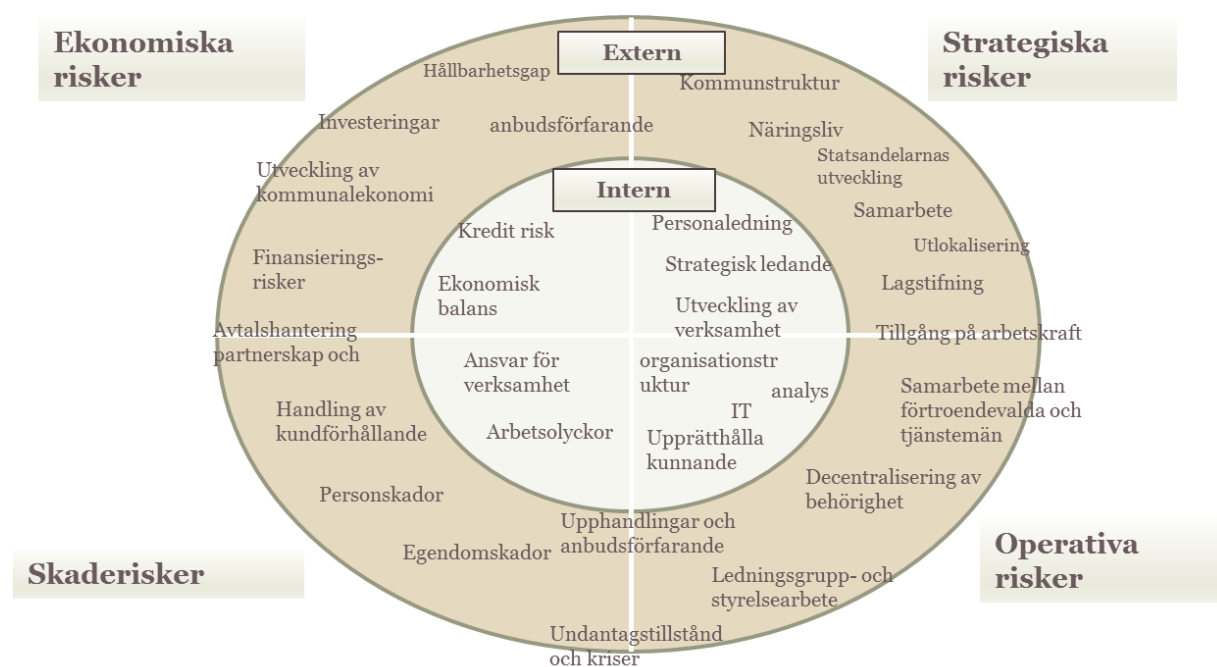 Ekonomiska
risker
Extern
Strategiska
risker
Hållbarhetsgap
Kommunstruktur
Investeringar
anbudsförfarande
Näringsliv
Statsandelarnas
utveckling
Utveckling av
kommunalekonomi
Intern
Samarbete
Kredit risk
Personaledning
Utlokalisering
Finansierings-
risker
Strategisk ledande
Lagstifning
Ekonomisk
balans
Utveckling av
verksamhet
Avtalshantering
partnerskap och
Tillgång på arbetskraft
Ansvar för
verksamhet
organisationstr
uktur
analys
Samarbete mellan
förtroendevalda och
tjänstemän
Handling av
kundförhållande
Arbetsolyckor
IT
Upprätthålla
kunnande
Personskador
Decentralisering av
behörighet
Upphandlingar och
anbudsförfarande
Egendomskador
Skaderisker
Operativa
risker
Ledningsgrupp- och
styrelsearbete
Undantagstillstånd
och kriser